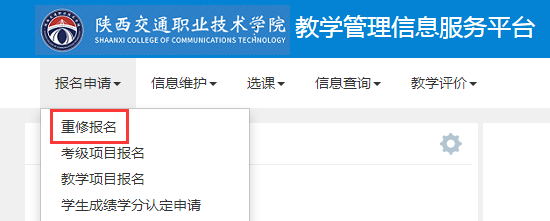 陕西交通职业技术学院
SHAANXI COLLEGE OF COMMUNICATIONS TECHNOLOGY
教学管理信息服务平台
报名申请 信息维护 选课 信息查询 教学评价
重修报名
考级项目报名
教学项目报名
学生成绩学分认定申请